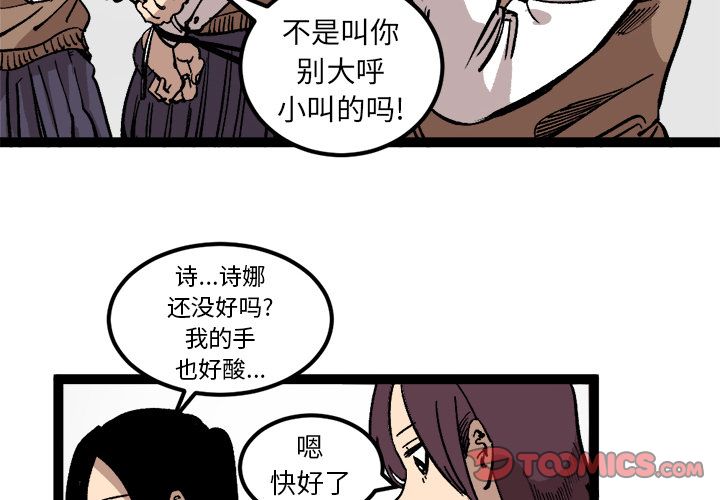 不是叫你
别大呼
小叫的吗!
诗...诗娜
还没好吗?
我的手
也好酸...
嗯
快好了
TOOMICS.COM